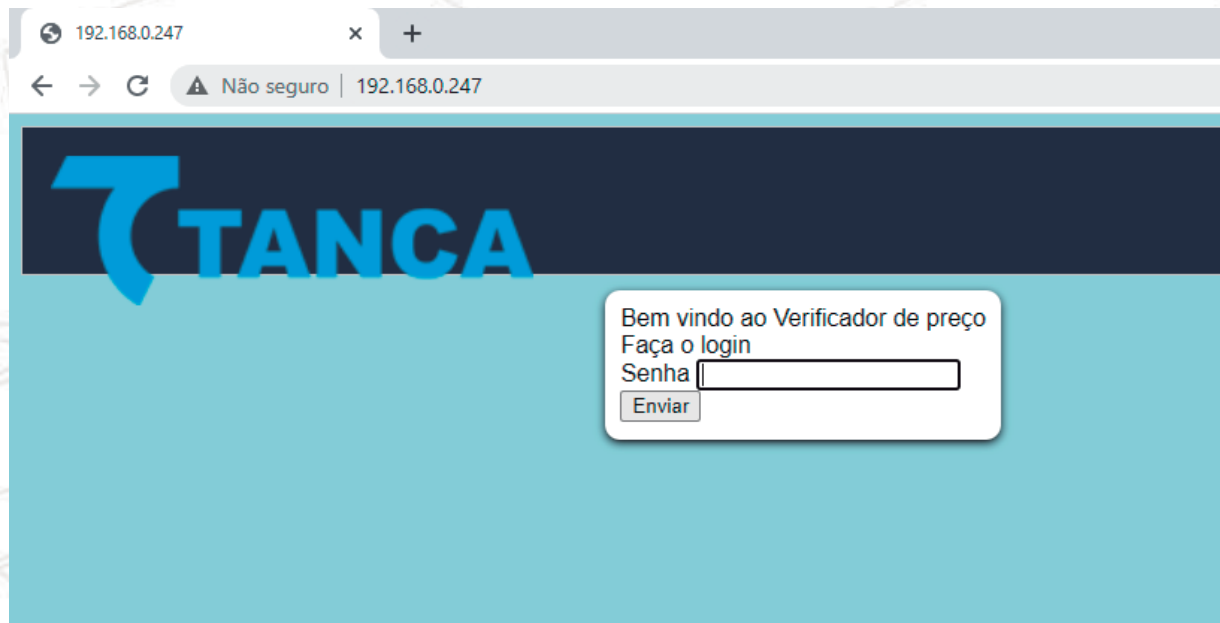 192.168.0.247
Não seguro | 192.168.0.247
TANCA
Bem vindo ao Verificador de preço
Faça o login
Senha
Enviar